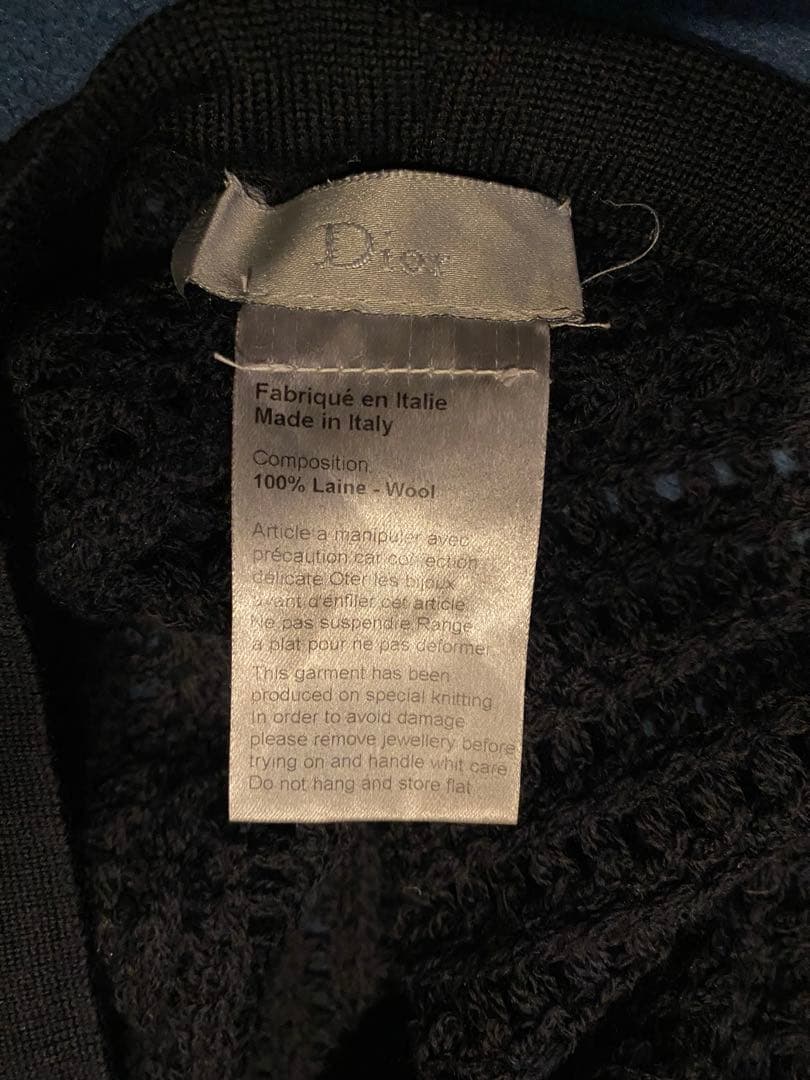 Dior
Fabriqué en Italie
Made in Italy
Composition
100% Laine - Wool
Article a manipuler avec
précaution car confection
délicate Oter les bijoux
avant d'enfiler cet article
Ne pas suspendre Range
a plat pour ne pas deformer
This garment has been
produced on special knitting
In order to avoid damage
please remove jewellery before
trying on and handle whit care
Do not hang and store flat